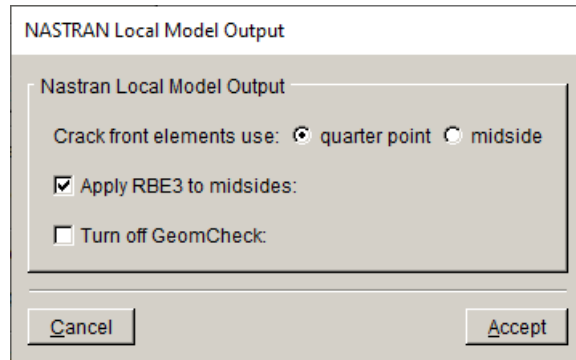 NASTRAN Local Model Output
Nastran Local Model Output
Crack front elements use: quarter point midside
Apply RBE3 to midsides:
Turn off GeomCheck:
Cancel Accept